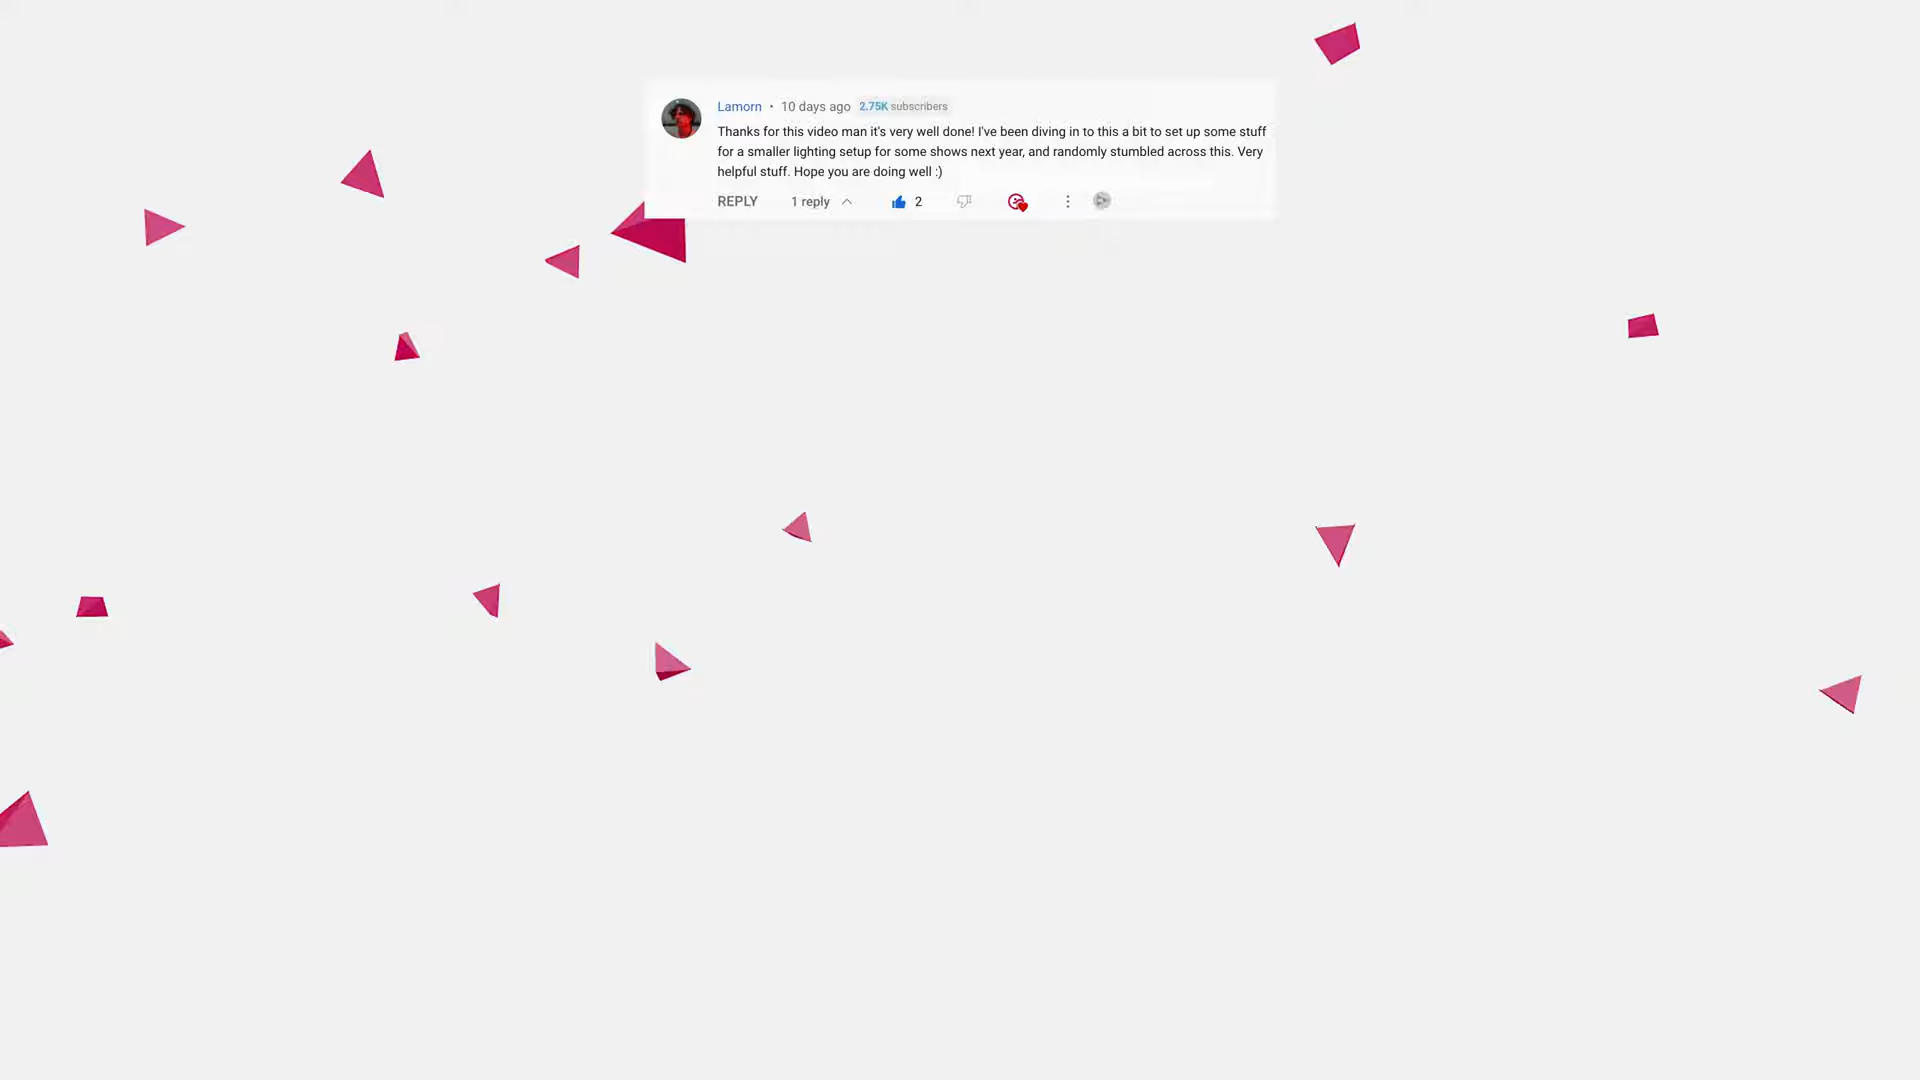 Lamorn • 10 days ago 2.75K subscribers
Thanks for this video man it's very well done! I've been diving in to this a bit to set up some stuff
for a smaller lighting setup for some shows next year, and randomly stumbled across this. Very
helpful stuff. Hope you are doing well :)
REPLY 1 reply 2